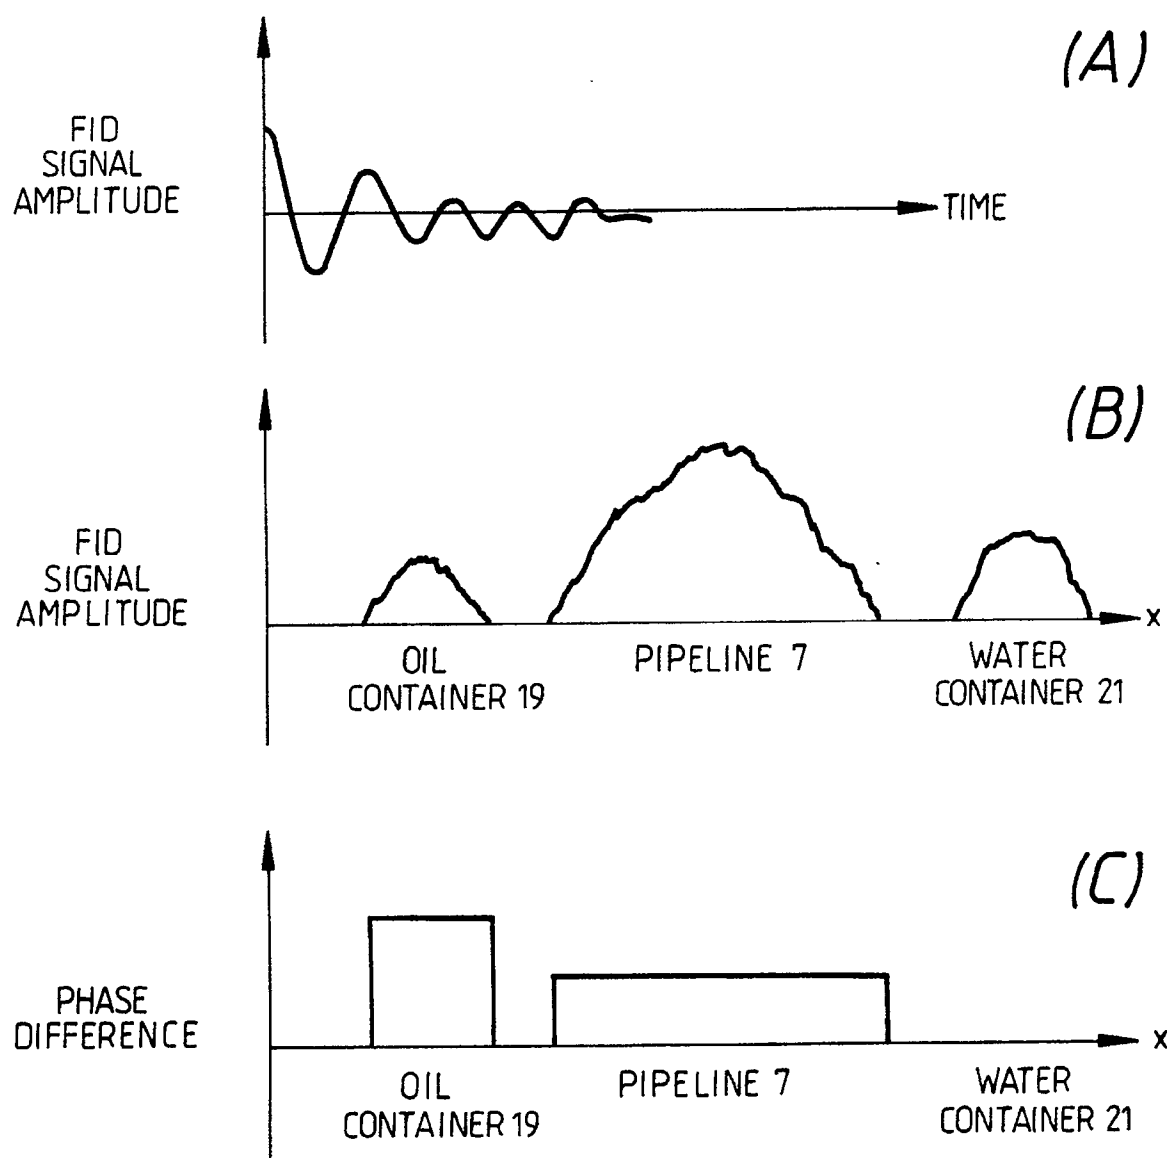 (A)
FID
SIGNAL
AMPLITUDE
TIME
(B)
FID
SIGNAL
AMPLITUDE
X
OIL
CONTAINER 19
PIPELINE 7
WATER
CONTAINER 21
(C)
PHASE
DIFFERENCE
X
OIL
CONTAINER 19
PIPELINE 7
WATER
CONTAINER 21